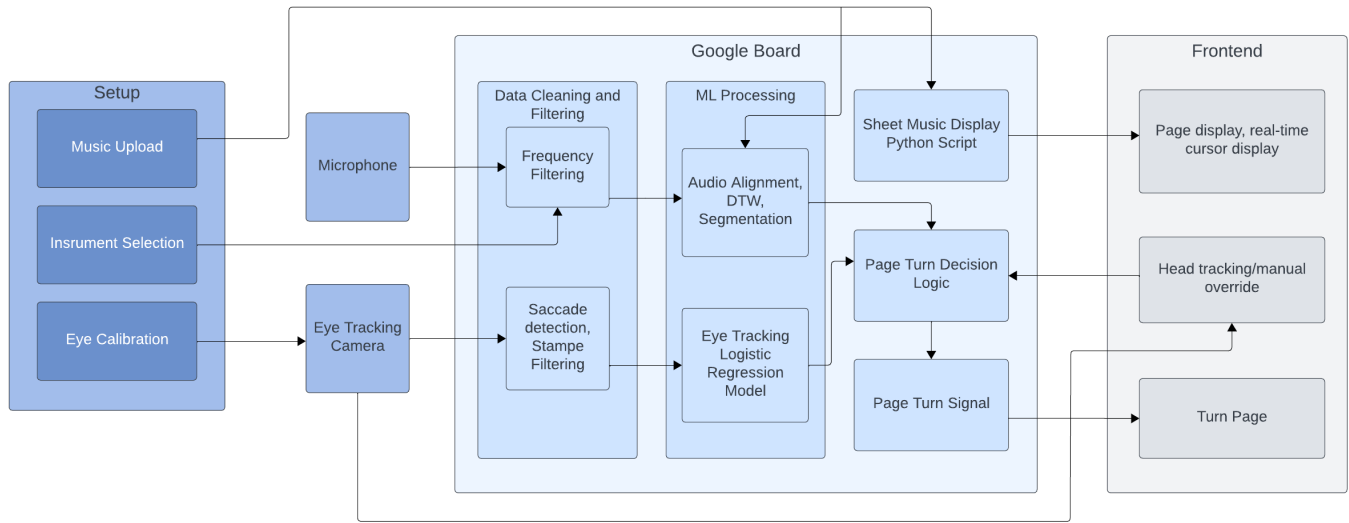 Setup
Music Upload
Insrument Selection
Eye Calibration
Microphone
Eye Tracking
Camera
Google Board
Data Cleaning and
Filtering
Frequency
Filtering
Saccade
detection,
Stampe
Filtering
ML Processing
Audio Alignment,
DTW,
Segmentation
Eye Tracking
Logistic
Regression
Model
Sheet Music Display
Python Script
Page Turn Decision
Logic
Page Turn Signal
Frontend
Page display, real-time
cursor display
Head tracking/manual
override
Turn Page